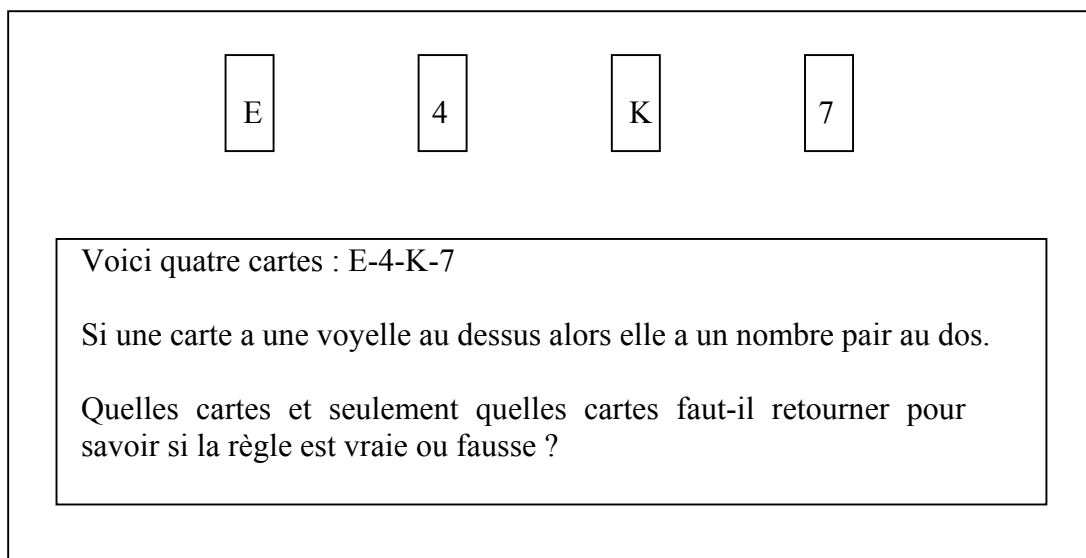 E 4 K 7
Voici quatre cartes : E-4-K-7
Si une carte a une voyelle au dessus alors elle a un nombre pair au dos.
Quelles cartes et seulement quelles cartes faut-il retourner pour
savoir si la règle est vraie ou fausse ?